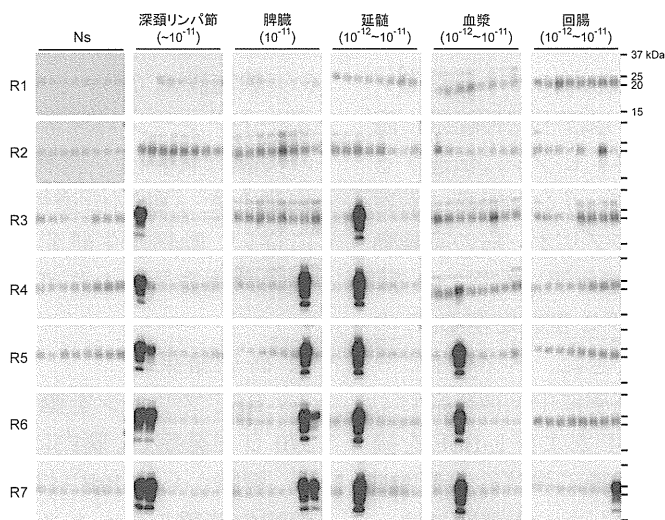 Ns
深頚リンパ節
(~10-11)
脾臓
(10-11)
延髄
(10-12~10-11)
血漿
(10-12~10-11)
回腸
(10-12~10-11)
37 kDa
25
20
15
R1
R2
R3
R4
R5
R6
R7